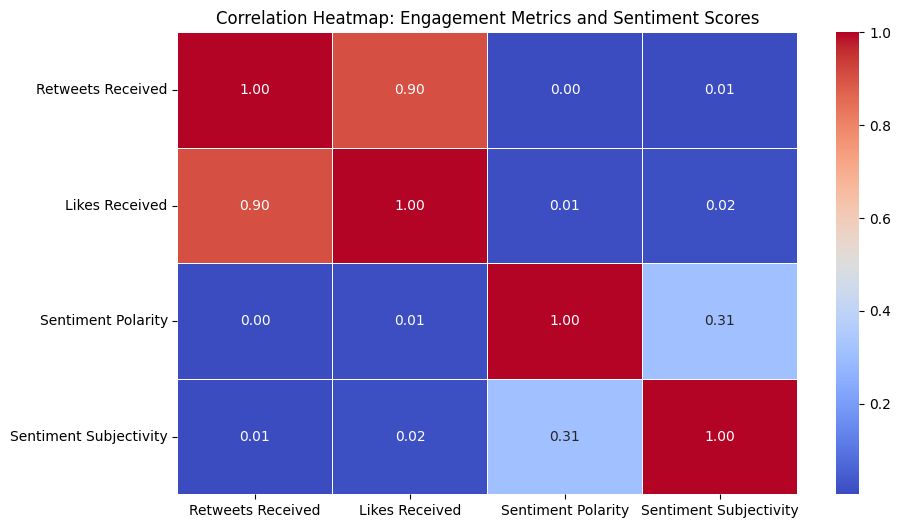 Correlation Heatmap: Engagement Metrics and Sentiment Scores
Retweets Received 1.00 0.90 0.00 0.01
Likes Received 0.90 1.00 0.01 0.02
Sentiment Polarity 0.00 0.01 1.00 0.31
Sentiment Subjectivity 0.01 0.02 0.31 1.00
Retweets Received Likes Received Sentiment Polarity Sentiment Subjectivity
1.0
0.8
0.6
0.4
0.2